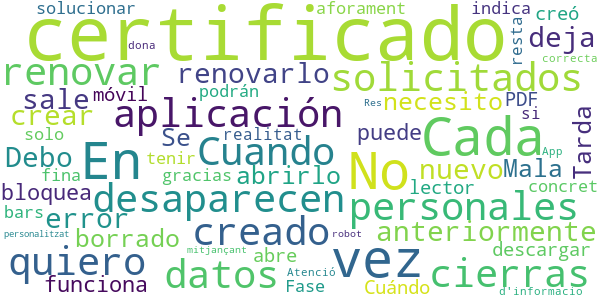 solucionar aforament indica creó
certificado
dona resta deja
correcta
renovar renovarlo solicitados
sale móvil podrán necesito PDF
crear aplicación si
solo Se realitat puede Res Cada Tarda
Debo En Cuando No App
tenir nuevo Mala
fina gracias abrirlo lector concret
bloquea desaparecen personales
bars error creado anteriormente
borrado vez descargar
personalitzat mitjançant robot
quiero datos abre Atenció cierras
funciona Fase Cuándo d'informacio